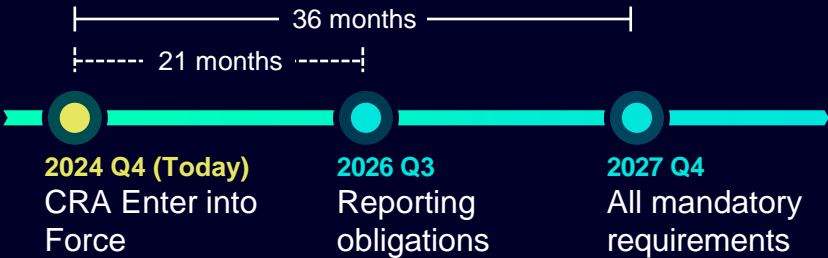 36 months
21 months
2024 Q4 (Today)
CRA Enter into
Force
2026 Q3
Reporting
obligations
2027 Q4
All mandatory
requirements